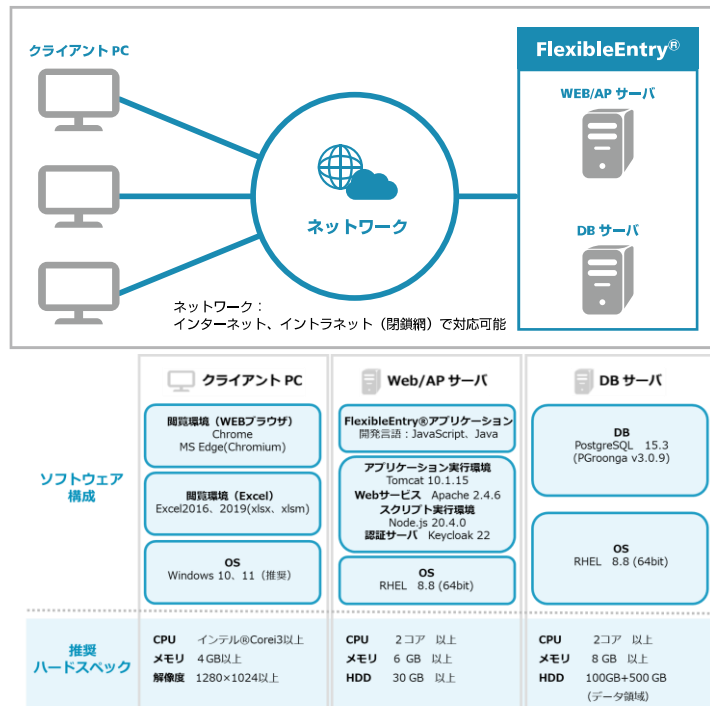 クライアント PC
FlexibleEntry®
WEB/AP サーバ
ネットワーク
DB サーバ
ネットワーク：
インターネット、イントラネット（閉鎖網）で対応可能
クライアント PC
Web/AP サーバ
DB サーバ
ソフトウェア
構成
閲覧環境（WEBブラウザ）
Chrome
MS Edge(Chromium)
閲覧環境（Excel）
Excel2016、2019(xlsx、xlsm)
OS
Windows 10、11（推奨）
FlexibleEntry®アプリケーション
開発言語：JavaScript、Java
アプリケーション実行環境
Tomcat 10.1.15
Webサービス Apache 2.4.6
スクリプト実行環境
Node.js 20.4.0
認証サーバ Keycloak 22
OS
RHEL 8.8 (64bit)
DB
PostgreSQL 15.3
(PGroonga v3.0.9)
OS
RHEL 8.8 (64bit)
推奨
ハードスペック
CPU インテル®Corei3以上
メモリ 4GB以上
解像度 1280×1024以上
CPU 2コア 以上
メモリ 6 GB 以上
HDD 30 GB 以上
CPU 2コア 以上
メモリ 8 GB 以上
HDD 100GB+500 GB
(データ領域)